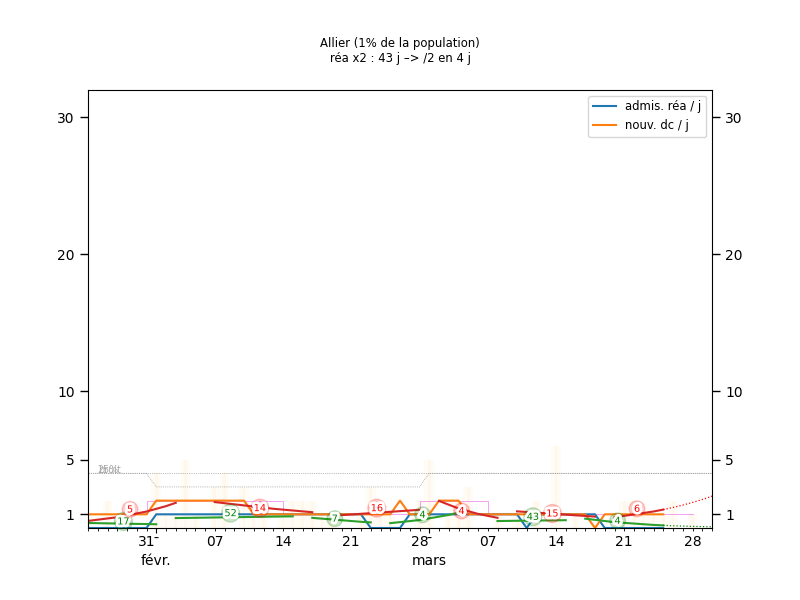 Allier (1% de la population)
réa x2 : 43 j –> /2 en 4 j
admis. réa / j
nouv. dc / j
30 30
20 20
10 10
5 5
1 1
5 17 52 14 7 16 4 4 43 15 4 6
31- 07 14 21 28- 07 14 21 28
févr. mars